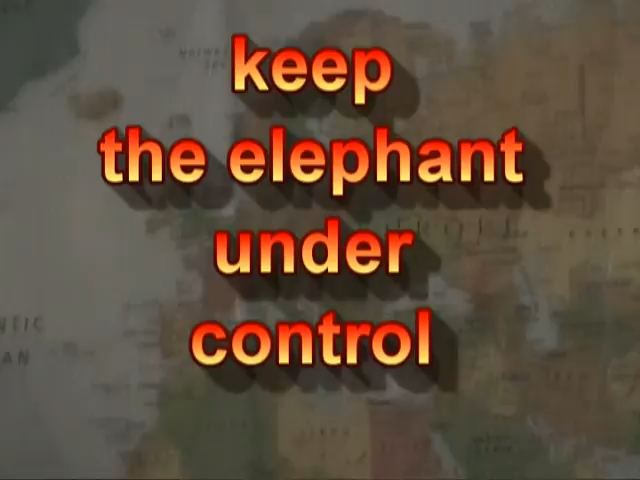 keep
the elephant
under
control